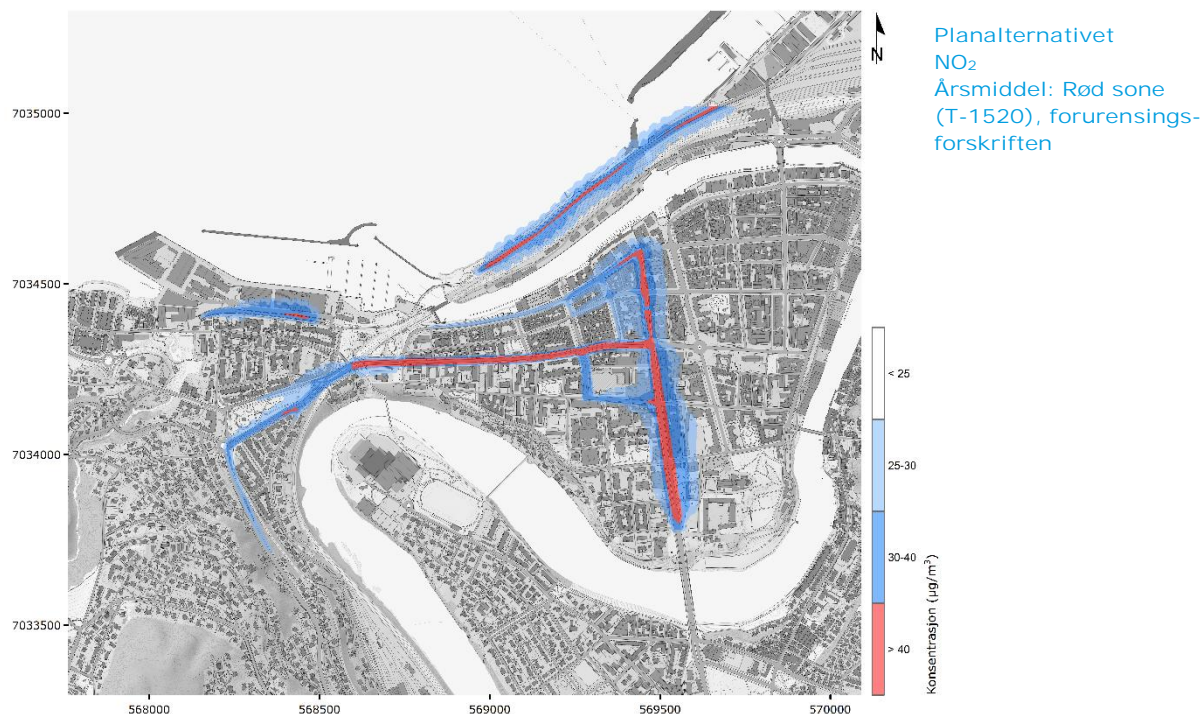 Planalternativet
NO₂
Årsmiddel: Rød sone
(T-1520), forurensings-
forskriften
N
7035000
7034500
7034000
7033500
568000
568500
569000
569500
570000
< 25
25-30
30-40
> 40
Konsentrasjon (µg/m³)